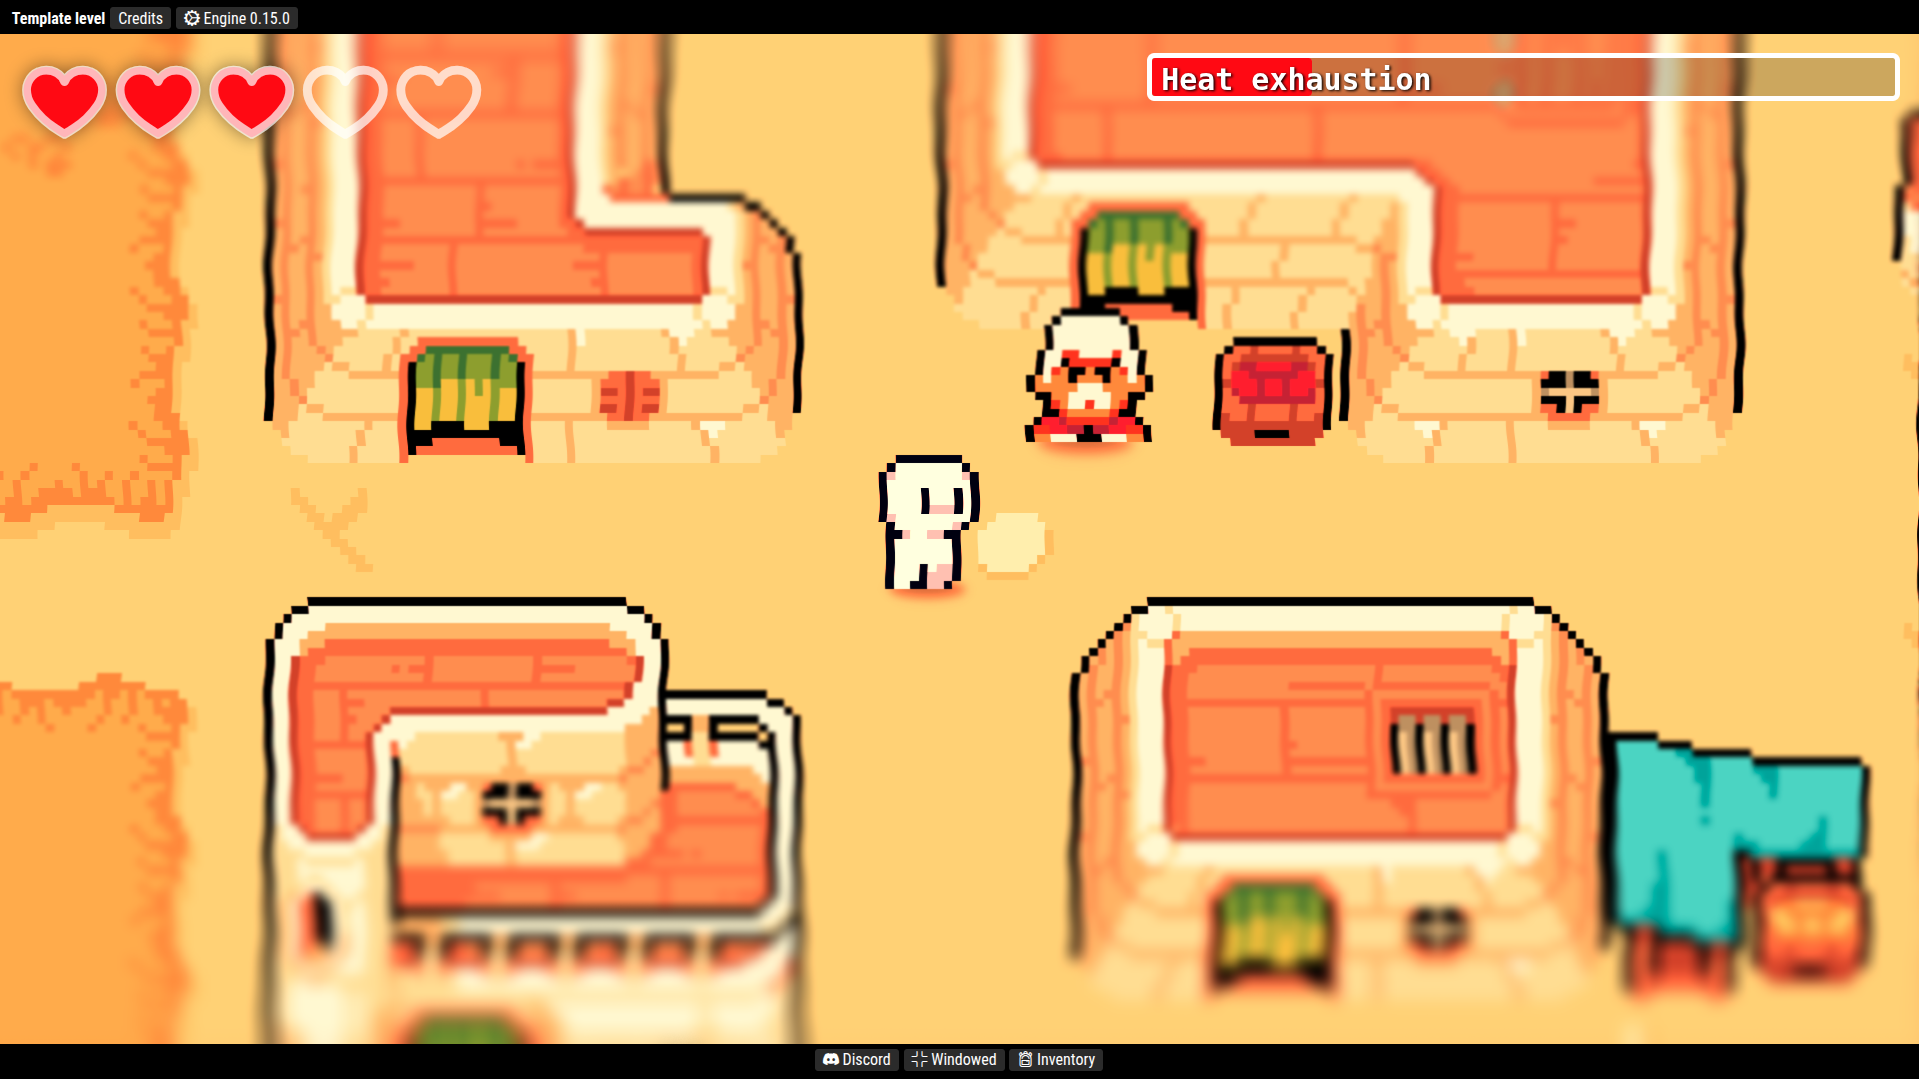 Template level Credits Engine 0.15.0
Heat exhaustion
Discord Windowed Inventory